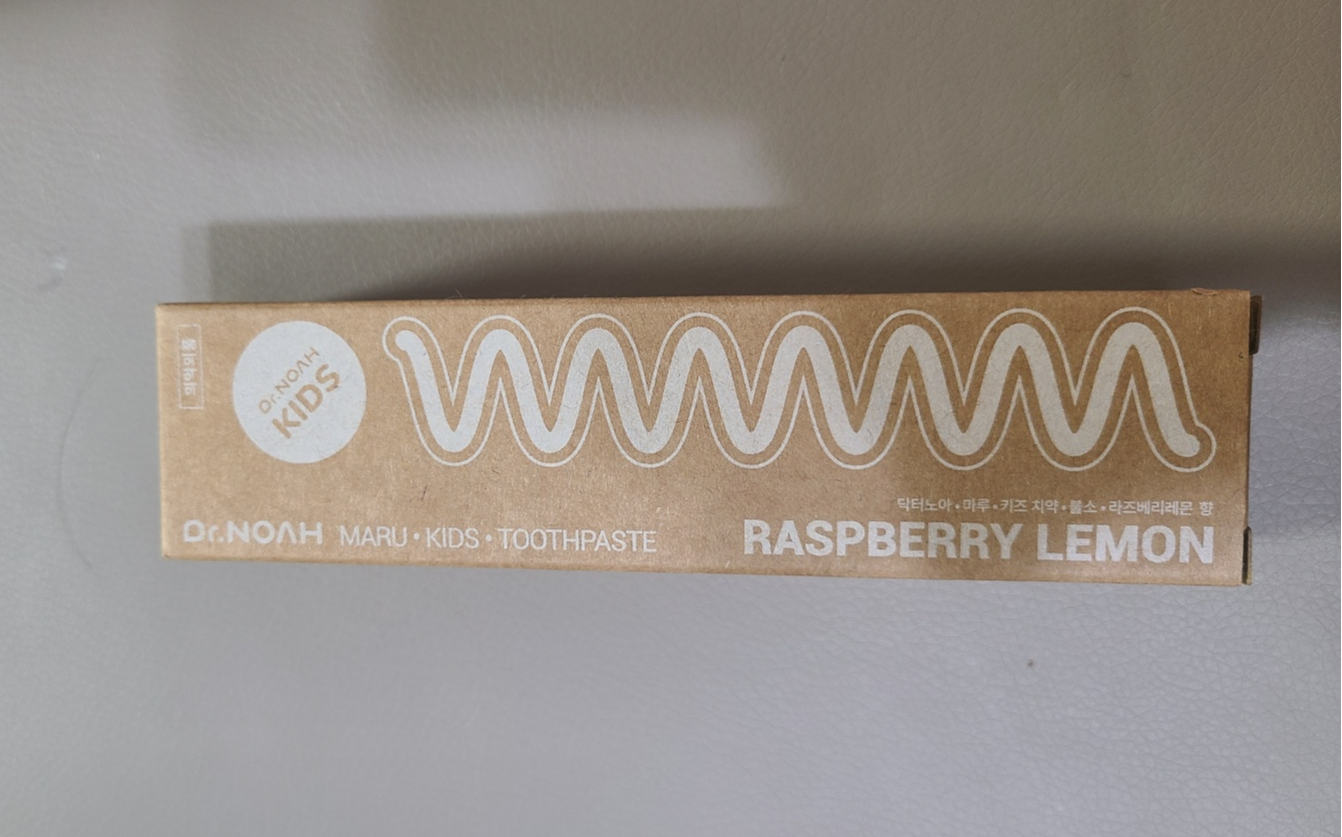 의약외품
Dr.NOAH
KIDS
닥터노아•마루•키즈 치약•불소•라즈베리레몬 향
Dr.NOAH MARU•KIDS•TOOTHPASTE
RASPBERRY LEMON